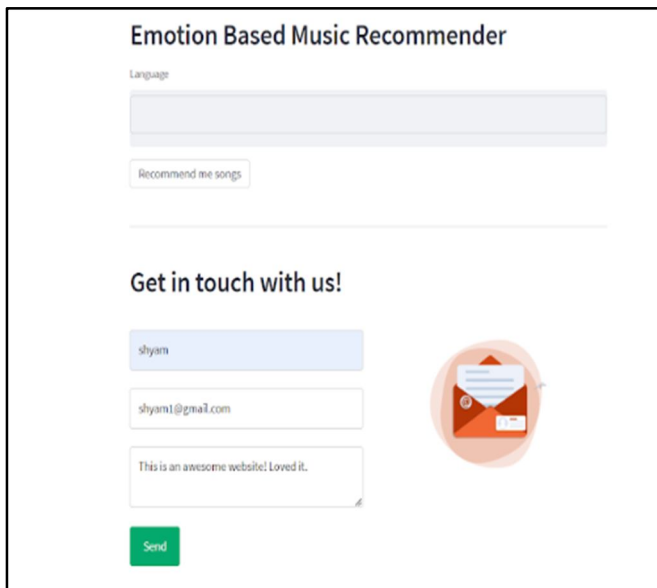 Emotion Based Music Recommender
Language
Recommend me songs
Get in touch with us!
shyam
shyam1@gmail.com
This is an awesome website! Loved it.
Send